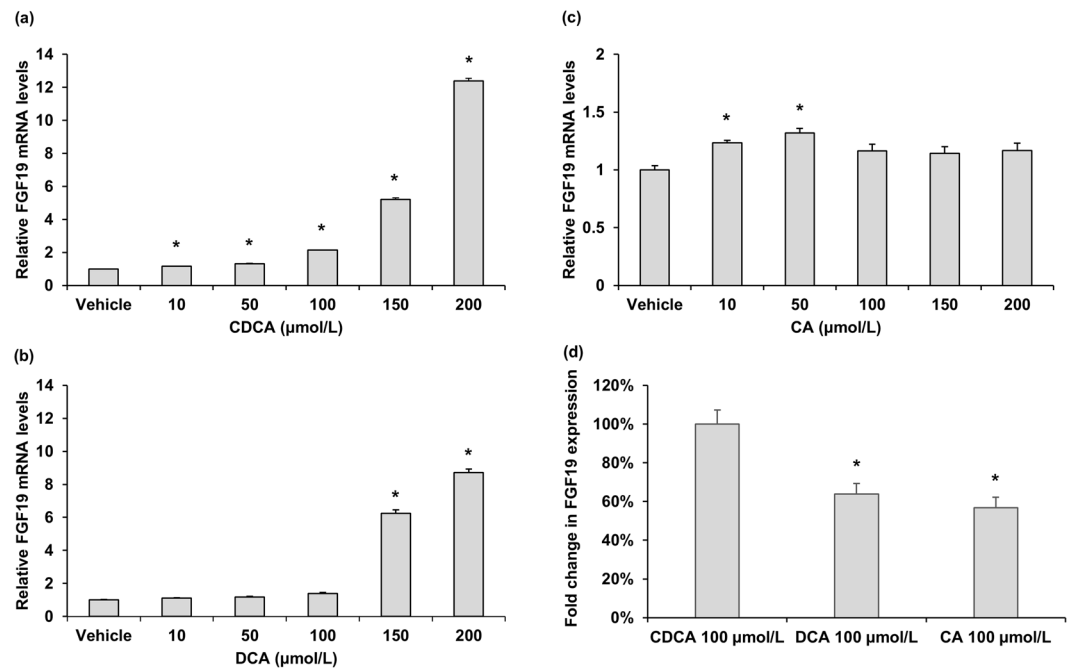 (a)
Relative FGF19 mRNA levels
14
12
10
8
6
4
2
0
* * * * *
Vehicle 10 50 100 150 200
CDCA (µmol/L)
(b)
Relative FGF19 mRNA levels
14
12
10
8
6
4
2
0
* *
Vehicle 10 50 100 150 200
DCA (µmol/L)
(c)
Relative FGF19 mRNA levels
2
1.5
1
0.5
0
* *
Vehicle 10 50 100 150 200
CA (µmol/L)
(d)
Fold change in FGF19 expression
120%
100%
80%
60%
40%
20%
0%
* *
CDCA 100 µmol/L DCA 100 µmol/L CA 100 µmol/L